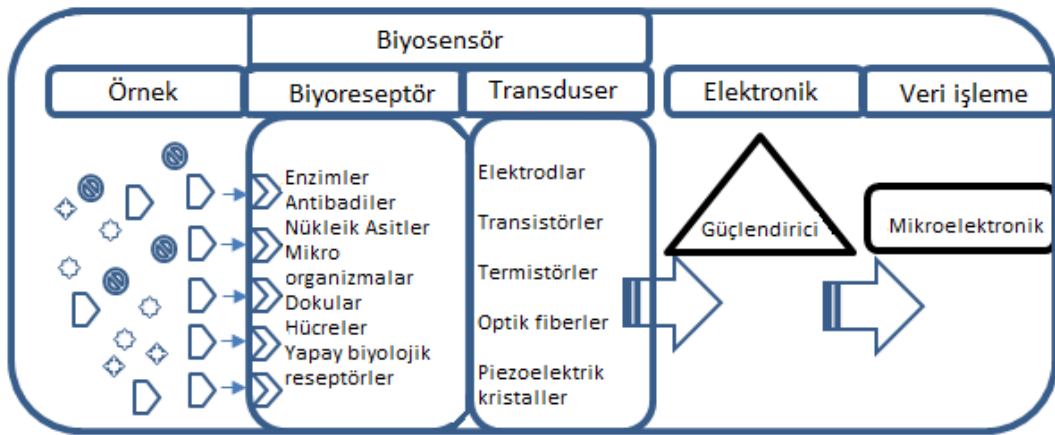 Biyosensör
Örnek
Biyoreseptör
Transduser
Elektronik
Veri işleme
Enzimler
Antibadiler
Nükleik Asitler
Mikro
organizmalar
Dokular
Hücreler
Yapay biyolojik
reseptörler
Elektrodlar
Transistörler
Termistörler
Optik fiberler
Piezoelektrik
kristaller
Güçlendirici
Mikroelektronik